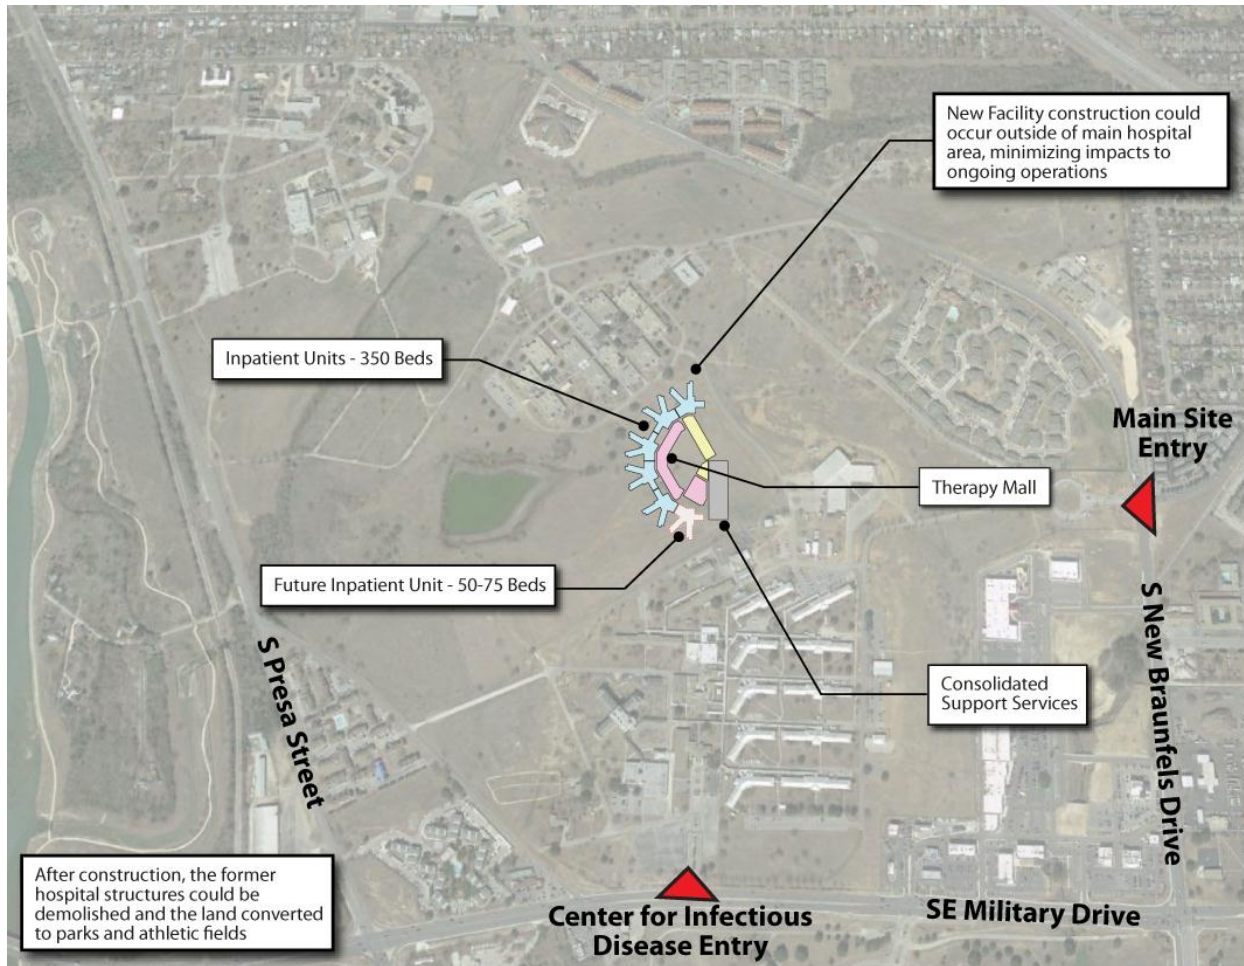 New Facility construction could
occur outside of main hospital
area, minimizing impacts to
ongoing operations
Inpatient Units - 350 Beds
Main Site
Entry
Therapy Mall
Future Inpatient Unit - 50-75 Beds
S Presa Street
S New Braunfels Drive
Consolidated
Support Services
After construction, the former
hospital structures could be
demolished and the land converted
to parks and athletic fields
Center for Infectious
Disease Entry
SE Military Drive